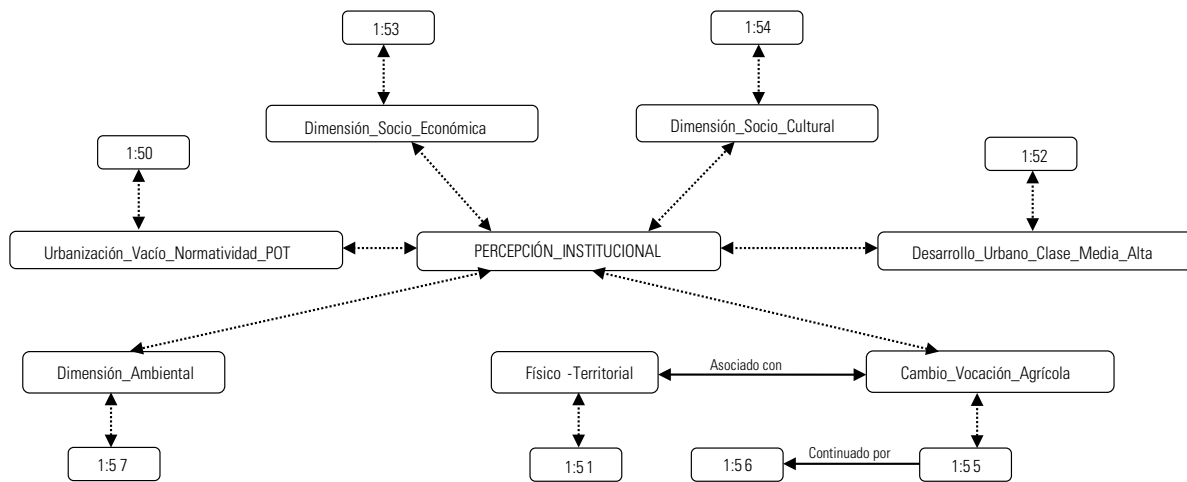 1:53
1:54
Dimensión_Socio_Económica
Dimensión_Socio_Cultural
1:50
1:52
Urbanización_Vacío_Normatividad_POT
PERCEPCIÓN_INSTITUCIONAL
Desarrollo_Urbano_Clase_Media_Alta
Dimensión_Ambiental
Físico -Territorial
Asociado con
Cambio_Vocación_Agrícola
1:5 7
1:5 1
1:5 6
Continuado por
1:5 5